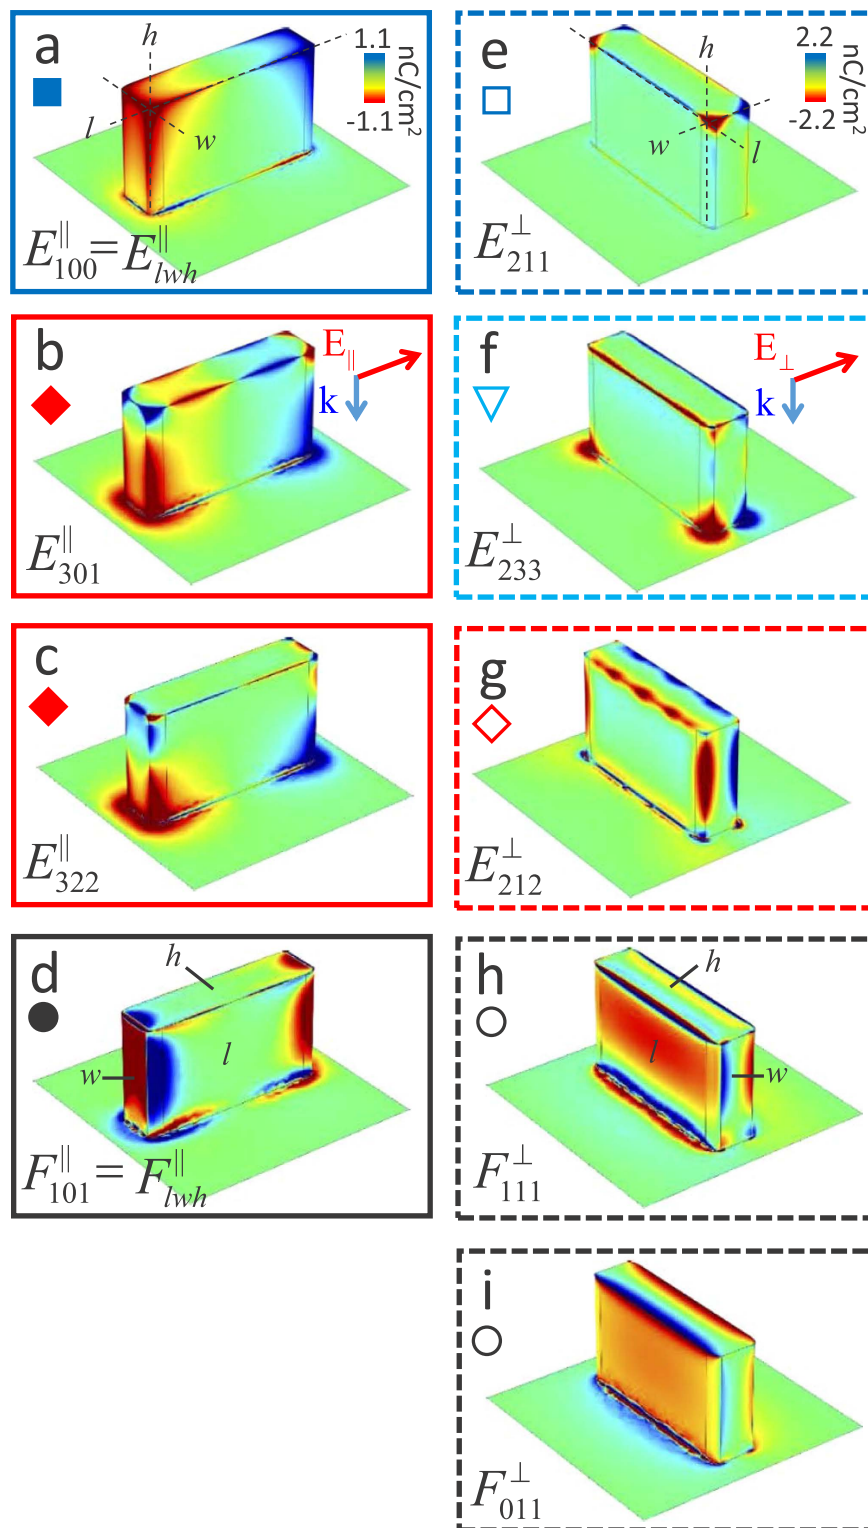 a
h
l
w
1.1
-1.1
nC/cm²
E∥100 = E∥lwh
e
h
w
l
2.2
-2.2
nC/cm²
E⊥211
b
E∥
k
E∥301
f
E⊥
k
E⊥233
c
E∥322
g
E⊥212
d
h
w
l
F∥101 = F∥lwh
h
h
l
w
F⊥111
i
F⊥011